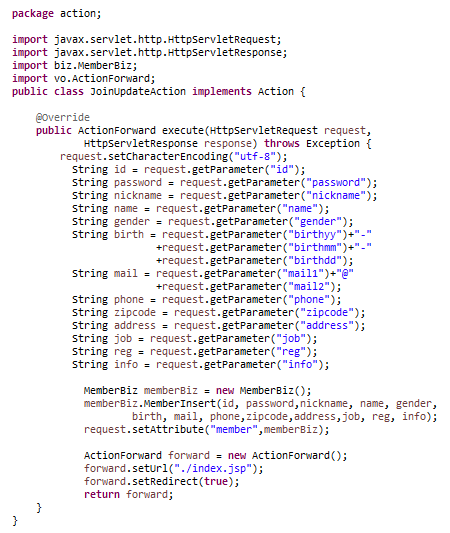 package action;
import javax.servlet.http.HttpServletRequest;
import javax.servlet.http.HttpServletResponse;
import biz.MemberBiz;
import vo.ActionForward;
public class JoinUpdateAction implements Action {
@Override
public ActionForward execute(HttpServletRequest request,
HttpServletResponse response) throws Exception {
request.setCharacterEncoding("utf-8");
String id = request.getParameter("id");
String password = request.getParameter("password");
String nickname = request.getParameter("nickname");
String name = request.getParameter("name");
String gender = request.getParameter("gender");
String birth = request.getParameter("birthyy")+"-"
+request.getParameter("birthmm")+"-"
+request.getParameter("birthdd");
String mail = request.getParameter("mail1")+"@"
+request.getParameter("mail2");
String phone = request.getParameter("phone");
String zipcode = request.getParameter("zipcode");
String address = request.getParameter("address");
String job = request.getParameter("job");
String reg = request.getParameter("reg");
String info = request.getParameter("info");
MemberBiz memberBiz = new MemberBiz();
memberBiz.MemberInsert(id, password,nickname, name, gender,
birth, mail, phone,zipcode,address,job, reg, info);
request.setAttribute("member",memberBiz);
ActionForward forward = new ActionForward();
forward.setUrl("./index.jsp");
forward.setRedirect(true);
return forward;
}
}